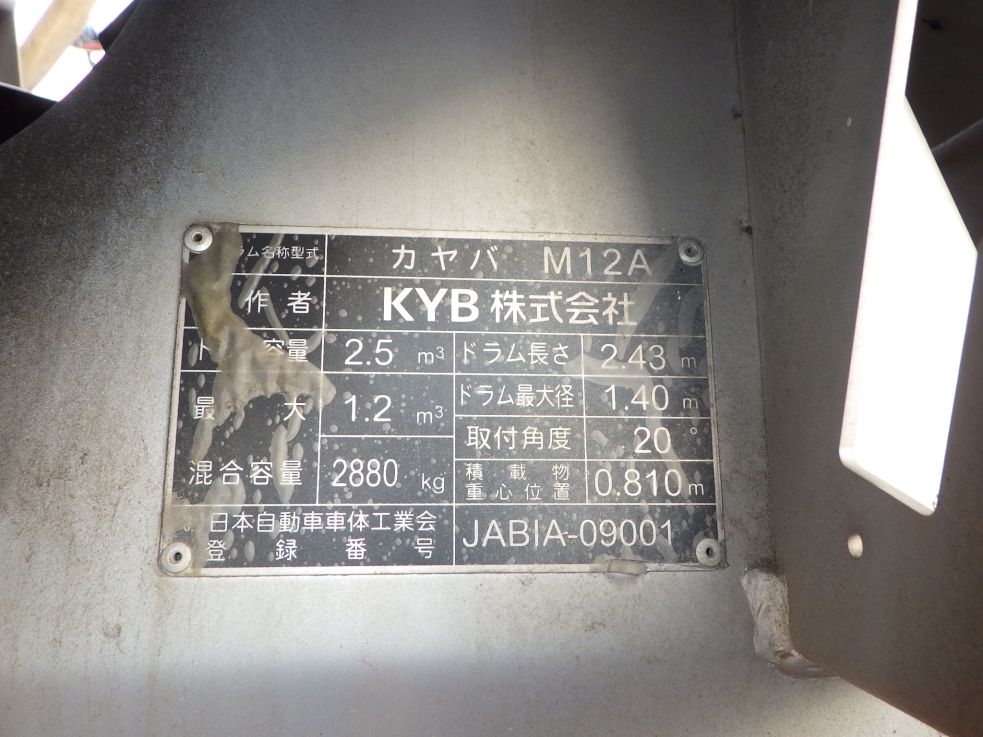 ラム名称型式 カヤバ M12A
作者 KYB 株式会社
ド 容量 2.5 m³ ドラム長さ 2.43 m
最大 1.2 m³ ドラム最大径 1.40 m
取付角度 20°
混合容量 2880 kg 積載物重心位置 0.810 m
日本自動車車体工業会
登録番号 JABIA-09001